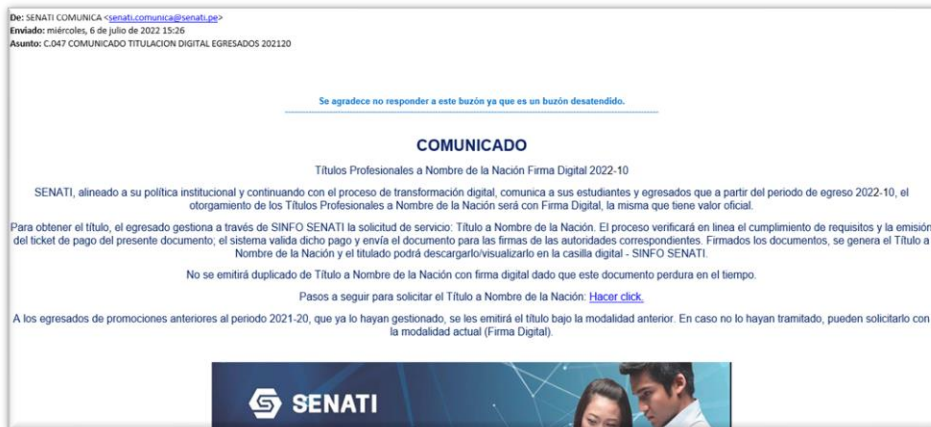 De: SENATI COMUNICA <senati.comunica@senati.pe>
Enviado: miércoles, 6 de julio de 2022 15:26
Asunto: C.047 COMUNICADO TITULACION DIGITAL EGRESADOS 202120
Se agradece no responder a este buzón ya que es un buzón desatendido.
COMUNICADO
Títulos Profesionales a Nombre de la Nación Firma Digital 2022-10
SENATI, alineado a su política institucional y continuando con el proceso de transformación digital, comunica a sus estudiantes y egresados que a partir del periodo de egreso 2022-10, el
otorgamiento de los Títulos Profesionales a Nombre de la Nación será con Firma Digital, la misma que tiene valor oficial.
Para obtener el título, el egresado gestiona a través de SINFO SENATI la solicitud de servicio: Título a Nombre de la Nación. El proceso verificará en linea el cumplimiento de requisitos y la emisión
del ticket de pago del presente documento; el sistema valida dicho pago y envía el documento para las firmas de las autoridades correspondientes. Firmados los documentos, se genera el Título a
Nombre de la Nación y el titulado podrá descargarlo/visualizarlo en la casilla digital - SINFO SENATI.
No se emitirá duplicado de Título a Nombre de la Nación con firma digital dado que este documento perdura en el tiempo.
Pasos a seguir para solicitar el Título a Nombre de la Nación: Hacer click.
A los egresados de promociones anteriores al periodo 2021-20, que ya lo hayan gestionado, se les emitirá el título bajo la modalidad anterior. En caso no lo hayan tramitado, pueden solicitarlo con
la modalidad actual (Firma Digital).
SENATI